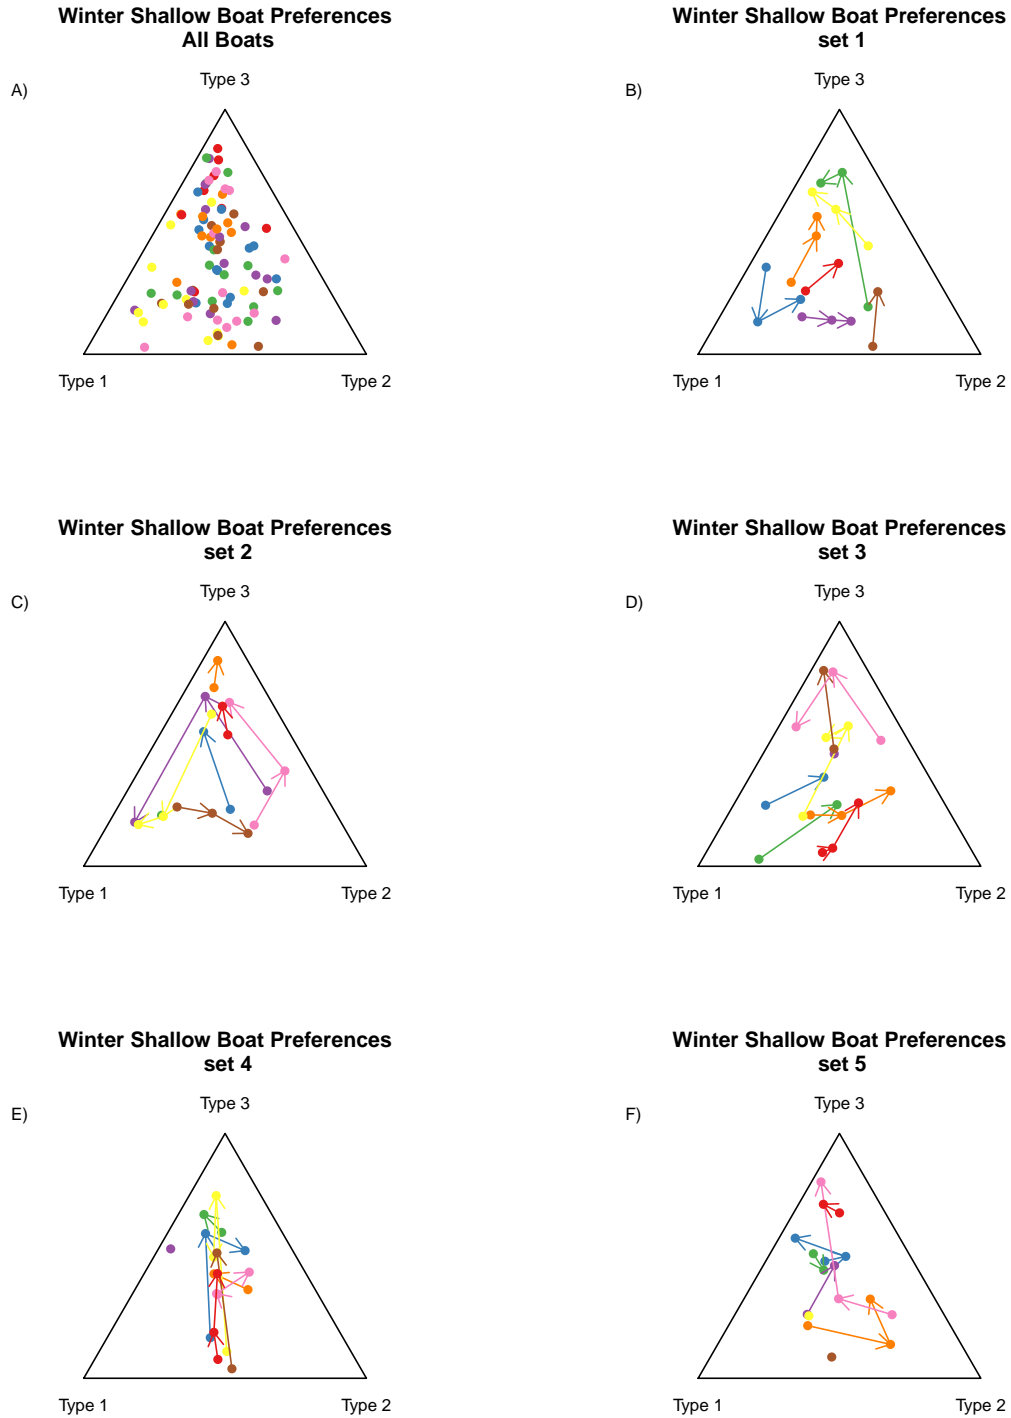 Winter Shallow Boat Preferences
All Boats
A)
Type 3
Type 1
Type 2
Winter Shallow Boat Preferences
set 1
B)
Type 3
Type 1
Type 2
Winter Shallow Boat Preferences
set 2
C)
Type 3
Type 1
Type 2
Winter Shallow Boat Preferences
set 3
D)
Type 3
Type 1
Type 2
Winter Shallow Boat Preferences
set 4
E)
Type 3
Type 1
Type 2
Winter Shallow Boat Preferences
set 5
F)
Type 3
Type 1
Type 2